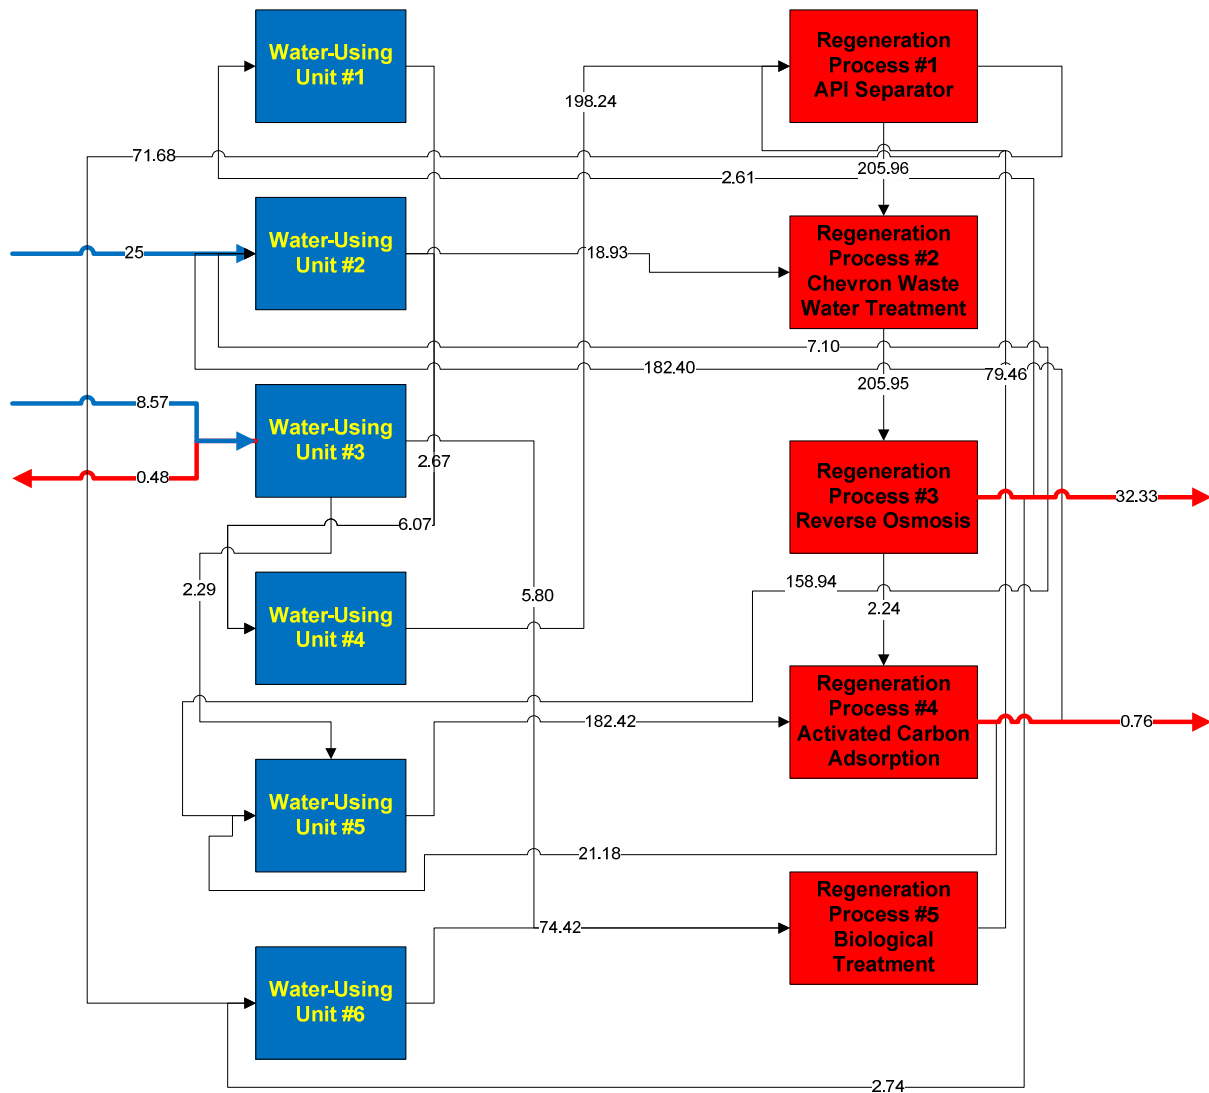 Water-Using
Unit #1
Regeneration
Process #1
API Separator
198.24
71.68
205.96
2.61
Water-Using
Unit #2
25
18.93
Regeneration
Process #2
Chevron Waste
Water Treatment
7.10
182.40
205.95
79.46
8.57
Water-Using
Unit #3
2.67
0.48
Regeneration
Process #3
Reverse Osmosis
32.33
6.07
2.29
5.80
158.94
2.24
Water-Using
Unit #4
Regeneration
Process #4
Activated Carbon
Adsorption
182.42
0.76
Water-Using
Unit #5
21.18
Regeneration
Process #5
Biological
Treatment
74.42
Water-Using
Unit #6
2.74